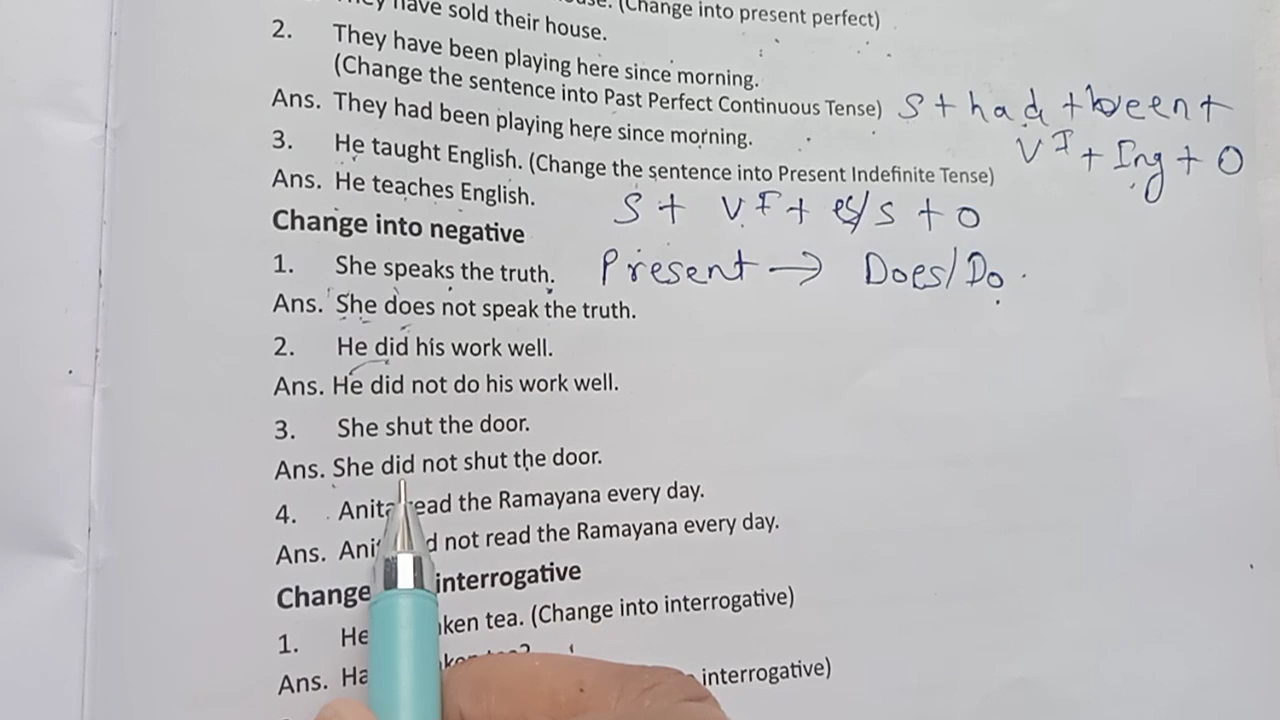 (Change into present perfect)
have sold their house.
2. They have been playing here since morning.
(Change the sentence into Past Perfect Continuous Tense) S + had + been +
Ans. They had been playing here since morning. V I + Ing + O
3. He taught English. (Change the sentence into Present Indefinite Tense)
Ans. He teaches English. S + V I + es/s + O
Change into negative
1. She speaks the truth. Present → Does/Do.
Ans. She does not speak the truth.
2. He did his work well.
Ans. He did not do his work well.
3. She shut the door.
Ans. She did not shut the door.
4. Anita read the Ramayana every day.
Ans. not read the Ramayana every day.
Change interrogative
1. He tea. (Change into interrogative)
Ans. interrogative)